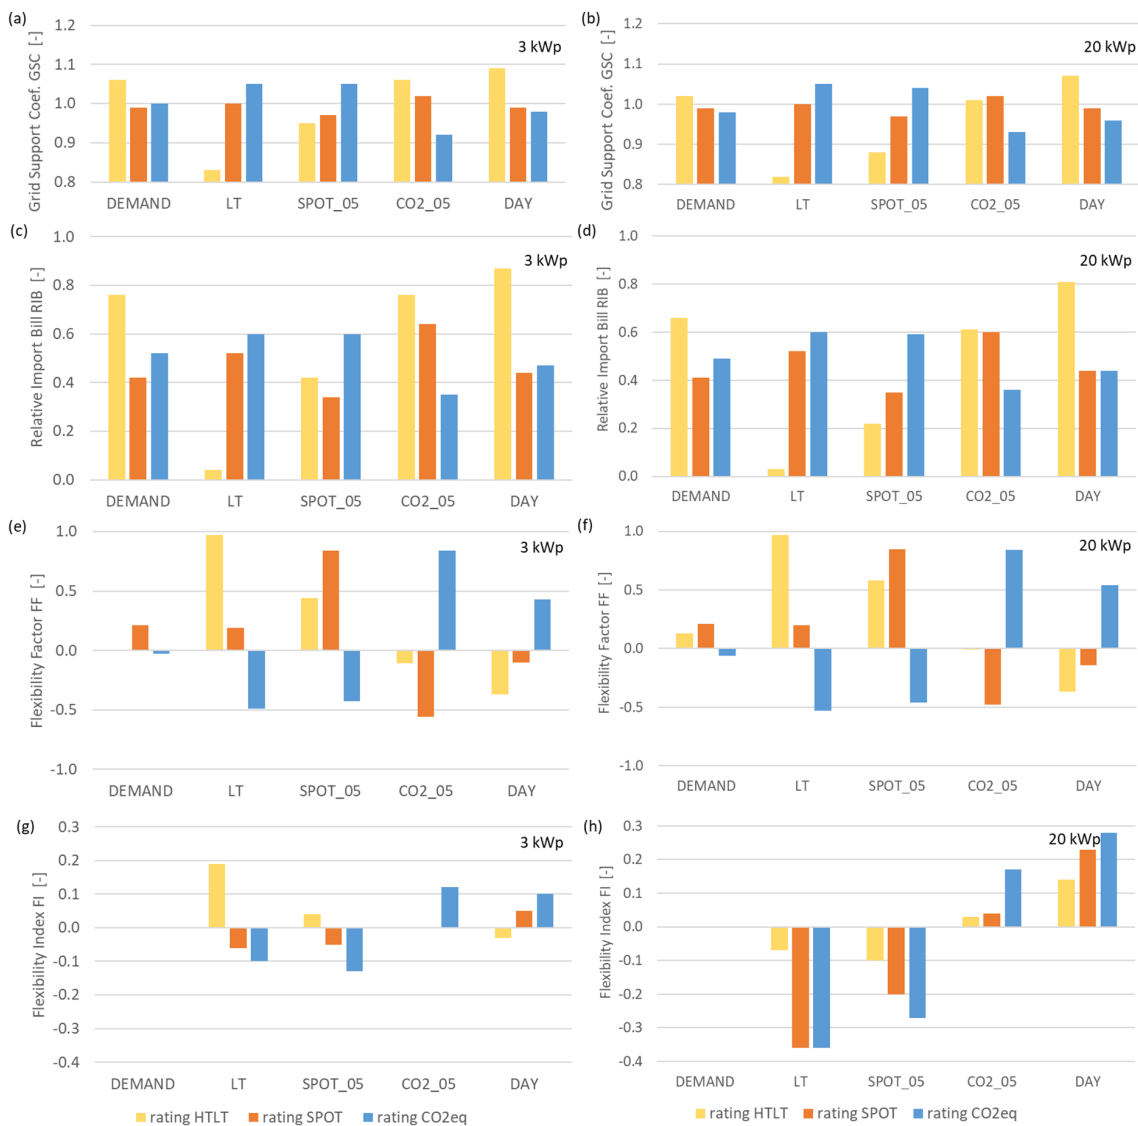 (a)
Grid Support Coef. GSC [-]
1.2
1.1
1.0
0.9
0.8
3 kWp
DEMAND LT SPOT_05 CO2_05 DAY
(b)
Grid Support Coef. GSC [-]
1.2
1.1
1.0
0.9
0.8
20 kWp
DEMAND LT SPOT_05 CO2_05 DAY
(c)
Relative Import Bill RIB [-]
1.0
0.8
0.6
0.4
0.2
0.0
3 kWp
DEMAND LT SPOT_05 CO2_05 DAY
(d)
Relative Import Bill RIB [-]
1.0
0.8
0.6
0.4
0.2
0.0
20 kWp
DEMAND LT SPOT_05 CO2_05 DAY
(e)
Flexibility Factor FF [-]
1.0
0.5
0.0
-0.5
-1.0
3 kWp
DEMAND LT SPOT_05 CO2_05 DAY
(f)
Flexibility Factor FF [-]
1.0
0.5
0.0
-0.5
-1.0
20 kWp
DEMAND LT SPOT_05 CO2_05 DAY
(g)
Flexibility Index FI [-]
0.3
0.2
0.1
0.0
-0.1
-0.2
-0.3
-0.4
3 kWp
DEMAND LT SPOT_05 CO2_05 DAY
rating HTLT rating SPOT rating CO2eq
(h)
Flexibility Index FI [-]
0.3
0.2
0.1
0.0
-0.1
-0.2
-0.3
-0.4
20 kWp
DEMAND LT SPOT_05 CO2_05 DAY
rating HTLT rating SPOT rating CO2eq